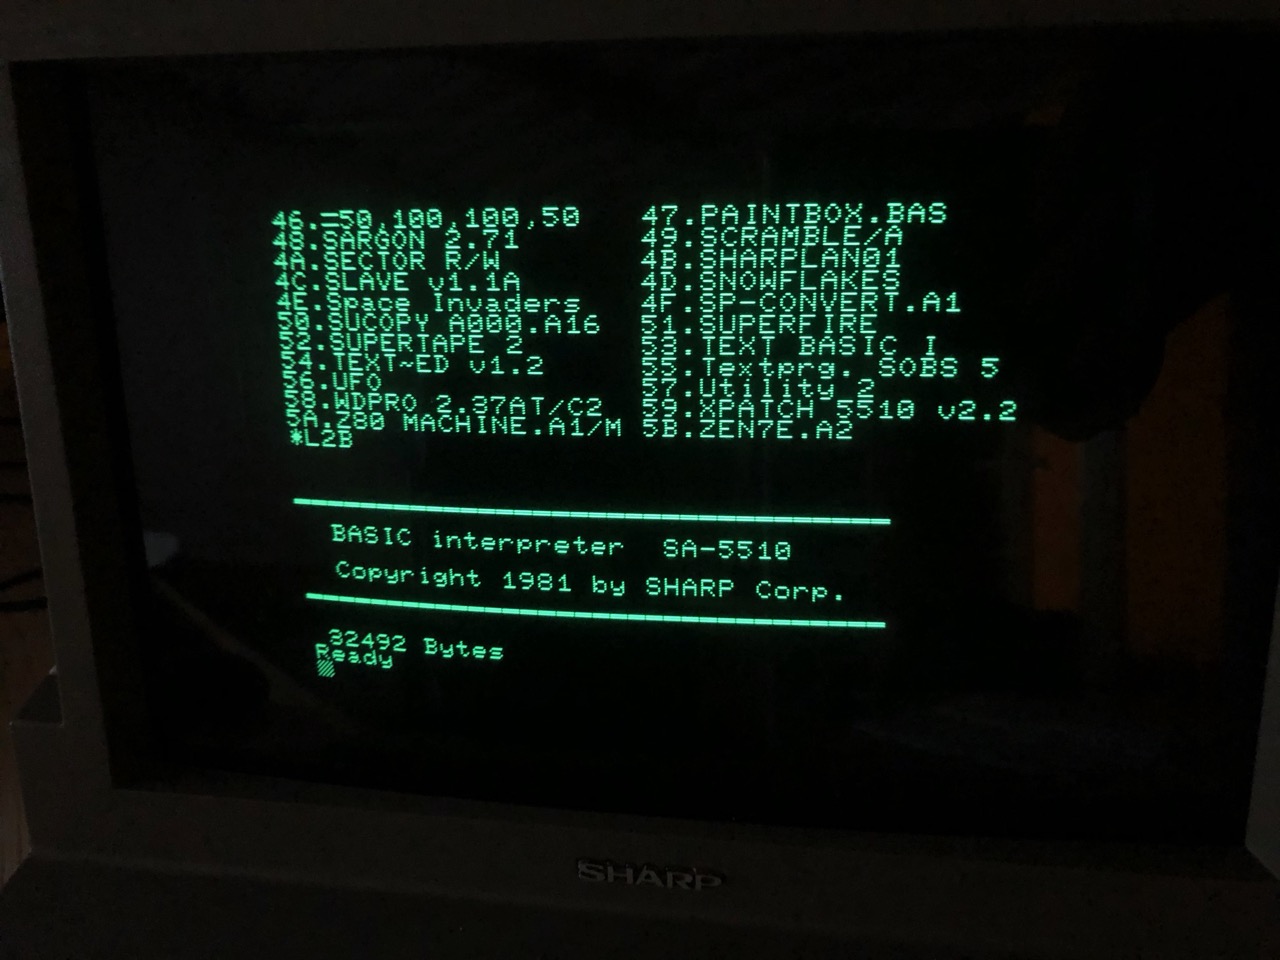 46.=50,100,100,50 47.PAINTBOX.BAS
48.SARGON 2.71 49.SCRAMBLE/A
4A.SECTOR R/W 4B.SHARPLAN01
4C.SLAVE v1.1A 4D.SNOWFLAKES
4E.Space Invaders 4F.SP-CONVERT.A1
50.SUCOPY A000.A16 51.SUPERFIRE
52.SUPERTAPE 2 53.TEXT BASIC I
54.TEXT~ED v1.2 55.Textprg. SOBS 5
56.UFO 57.Utility 2
58.WDPRO 2.87AT/C2 59.XPATCH 5510 v2.2
5A.Z80 MACHINE.A1/M 5B.ZEN7E.A2
*L2B
BASIC interpreter SA-5510
Copyright 1981 by SHARP Corp.
32492 Bytes
Ready
SHARP